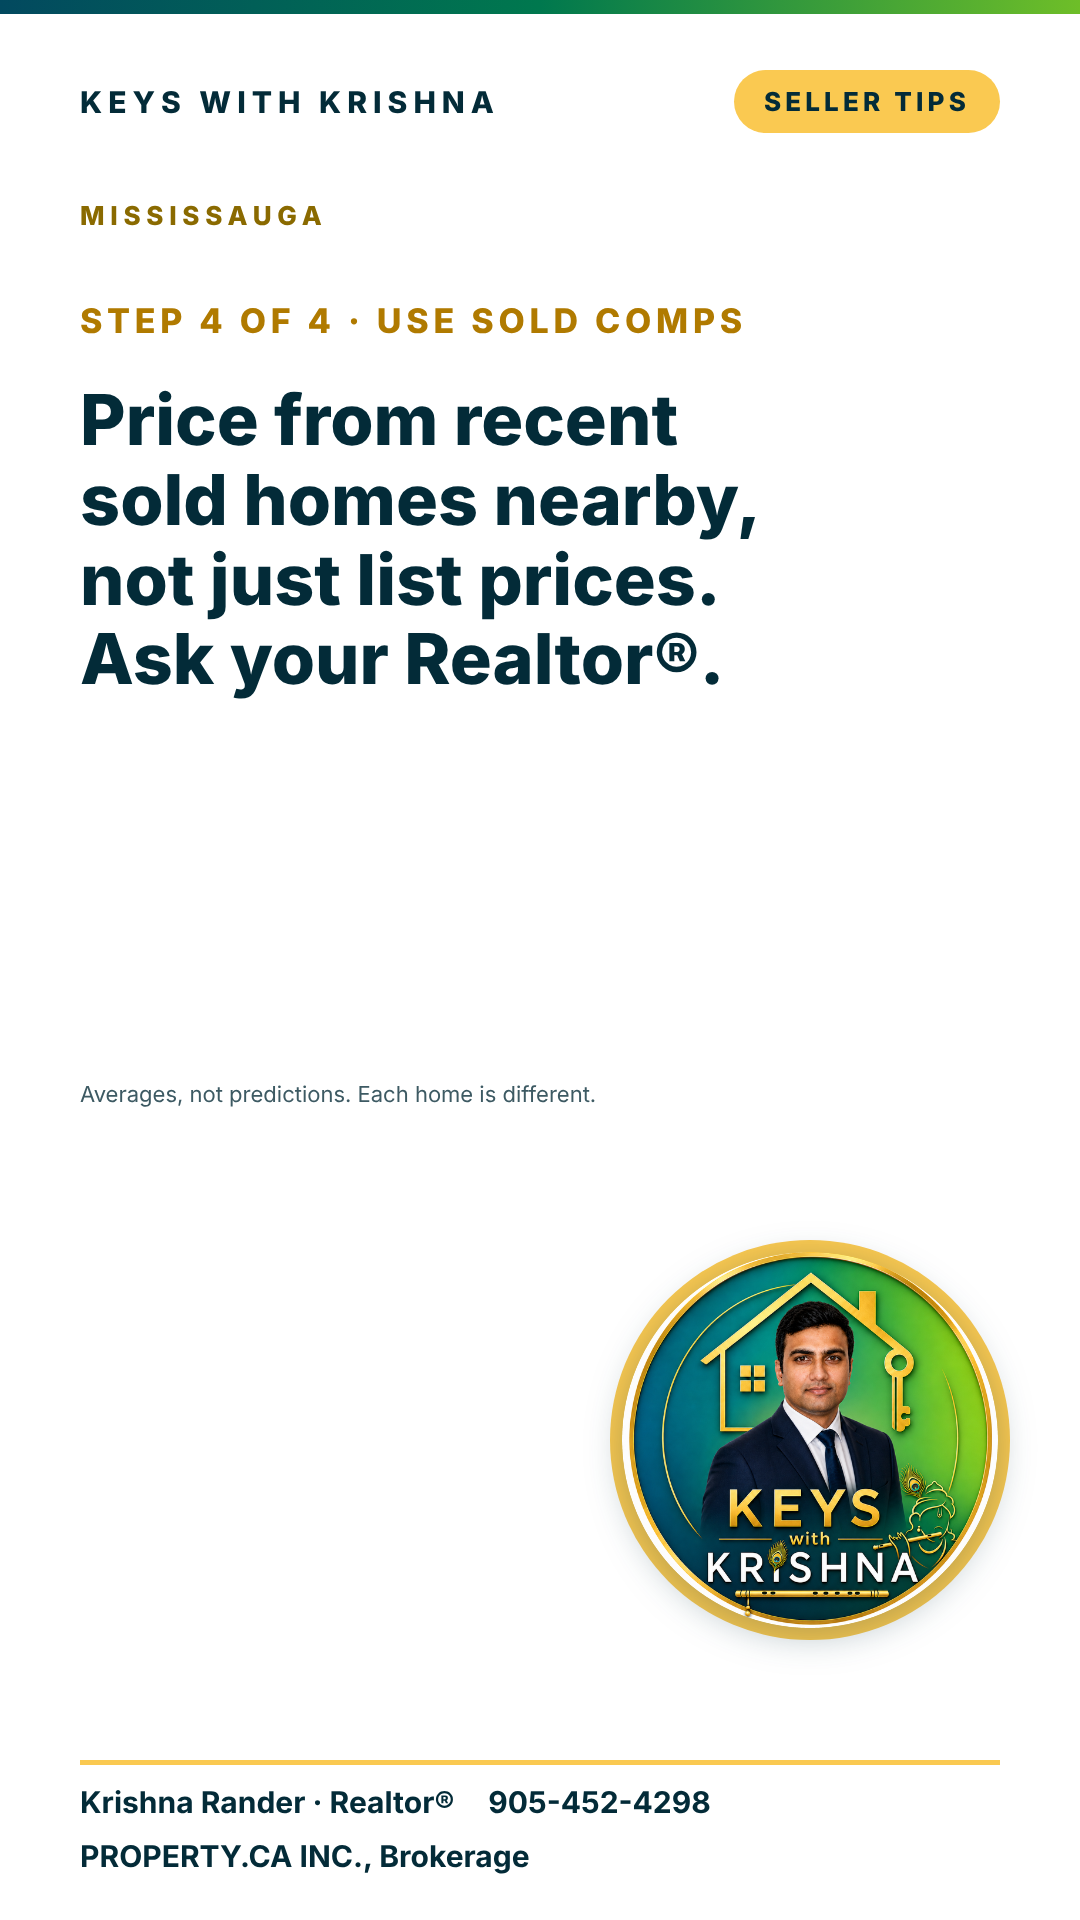 KEYS WITH KRISHNA
SELLER TIPS
MISSISSAUGA
STEP 4 OF 4 · USE SOLD COMPS
Price from recent
sold homes nearby,
not just list prices.
Ask your Realtor®.
Averages, not predictions. Each home is different.
KEYS
with
KRISHNA
Krishna Rander · Realtor® 905-452-4298
PROPERTY.CA INC., Brokerage